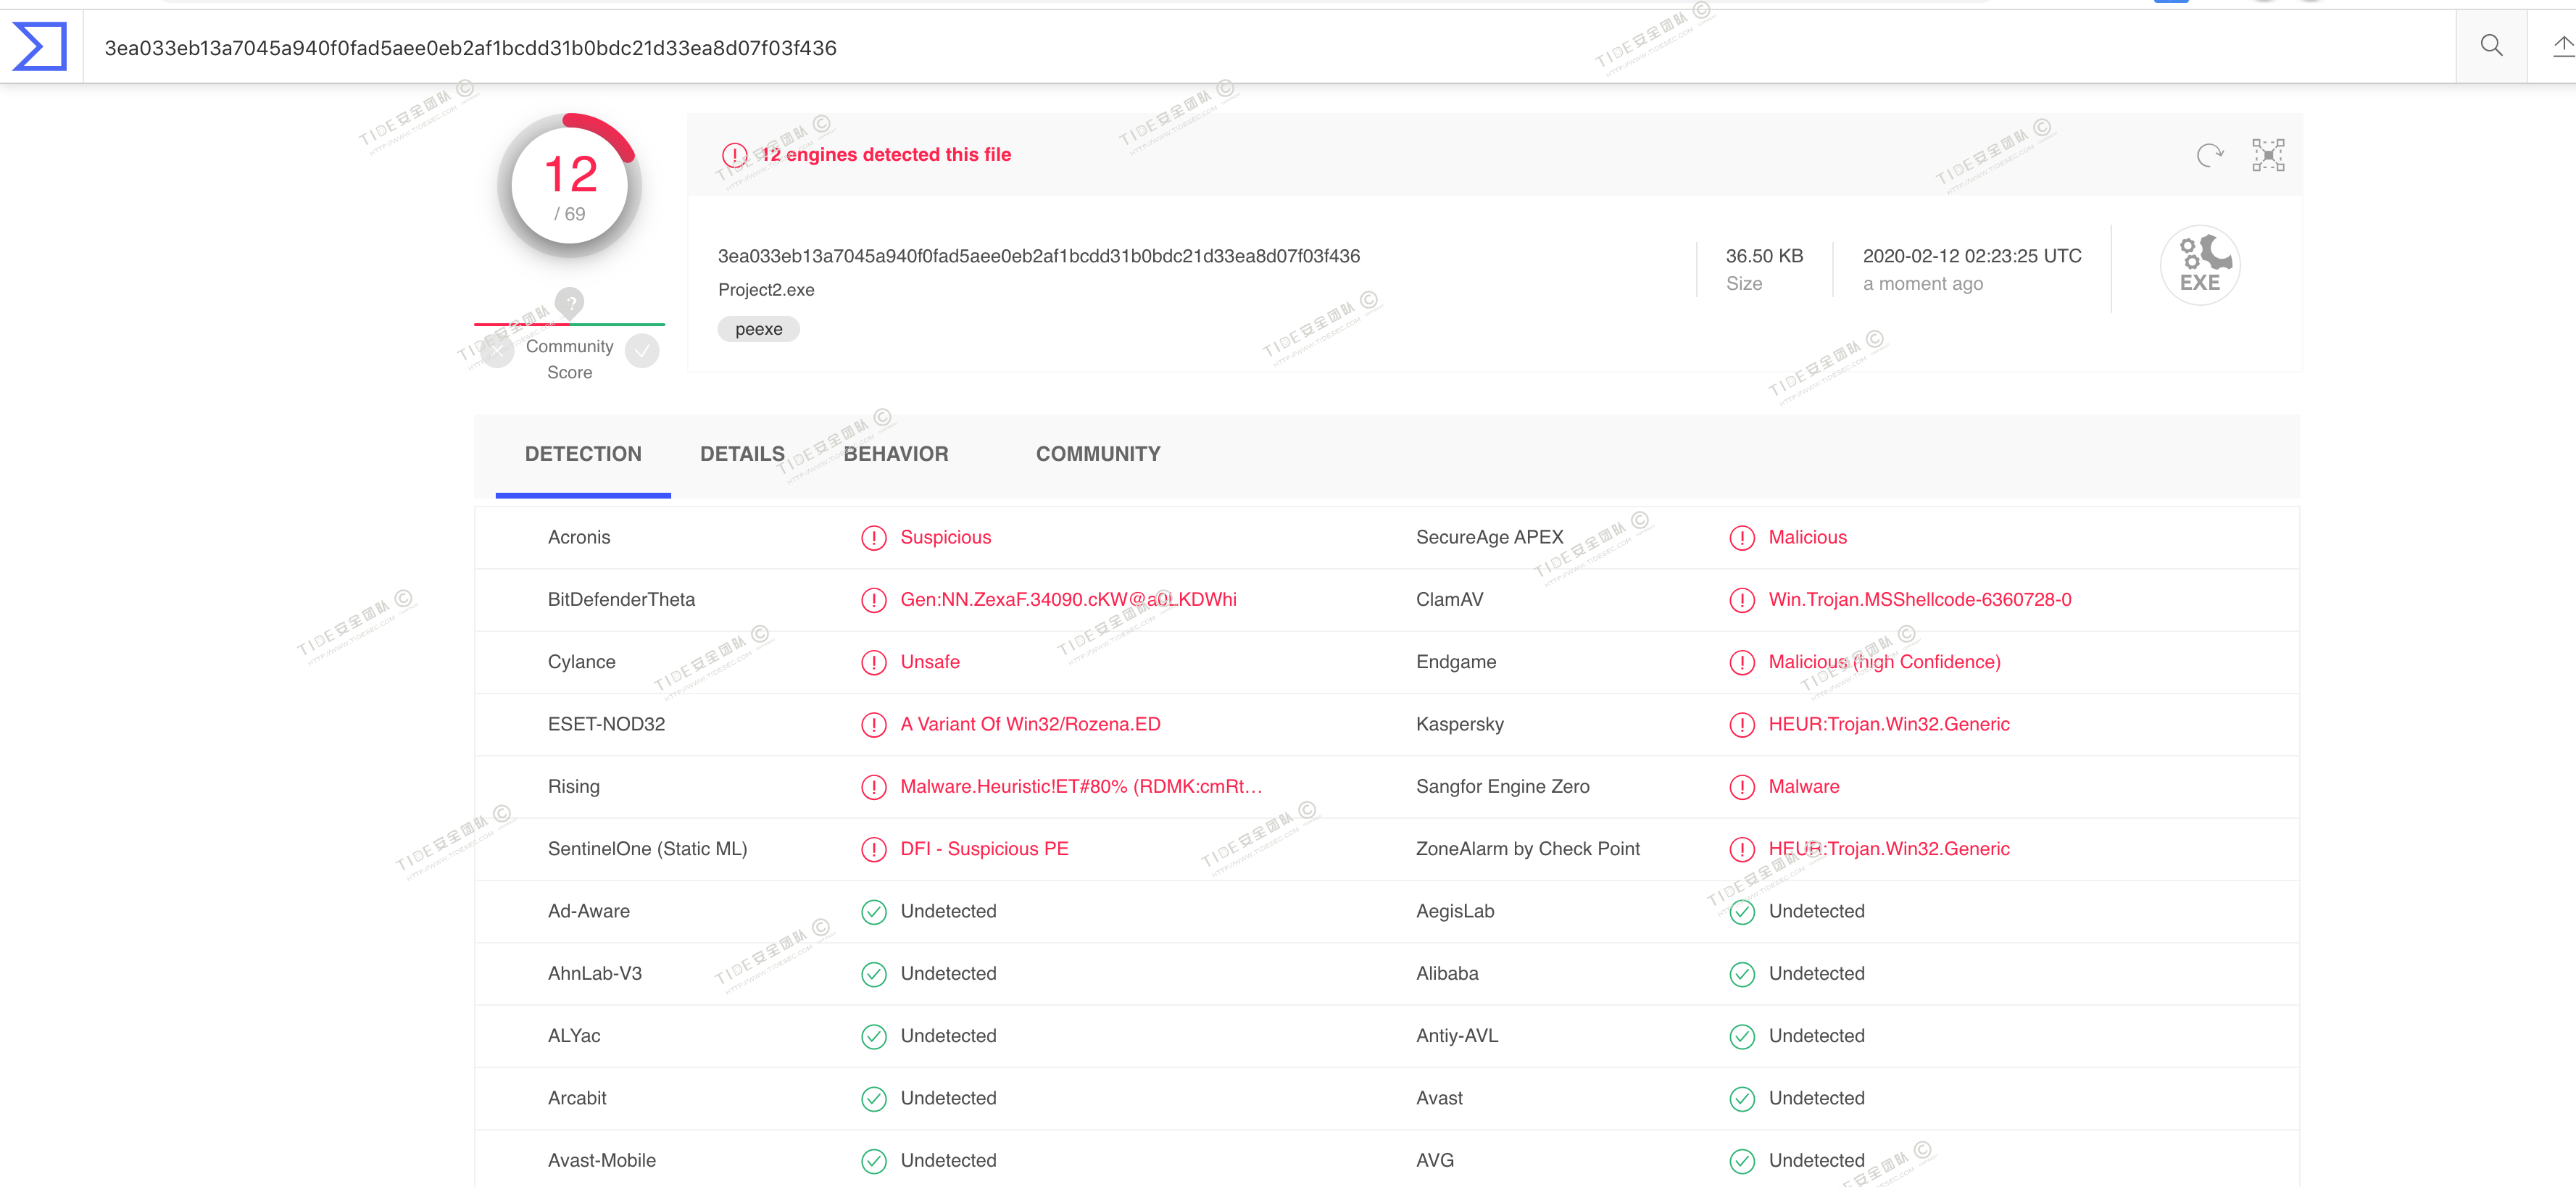 3ea033eb13a7045a940f0fad5aee0eb2af1bcdd31b0bdc21d33ea8d07f03f436
12
/ 69
12 engines detected this file
3ea033eb13a7045a940f0fad5aee0eb2af1bcdd31b0bdc21d33ea8d07f03f436
Project2.exe
peexe
36.50 KB
Size
2020-02-12 02:23:25 UTC
a moment ago
EXE
?
Community
Score
DETECTION DETAILS BEHAVIOR COMMUNITY
Acronis Suspicious SecureAge APEX Malicious
BitDefenderTheta Gen:NN.ZexaF.34090.cKW@a0LKDWhi ClamAV Win.Trojan.MSShellcode-6360728-0
Cylance Unsafe Endgame Malicious (high Confidence)
ESET-NOD32 A Variant Of Win32/Rozena.ED Kaspersky HEUR:Trojan.Win32.Generic
Rising Malware.Heuristic!ET#80% (RDMK:cmRt... Sangfor Engine Zero Malware
SentinelOne (Static ML) DFI - Suspicious PE ZoneAlarm by Check Point HEUR:Trojan.Win32.Generic
Ad-Aware Undetected AegisLab Undetected
AhnLab-V3 Undetected Alibaba Undetected
ALYac Undetected Antiy-AVL Undetected
Arcabit Undetected Avast Undetected
Avast-Mobile Undetected AVG Undetected
TIDE安全团队 ©
HTTP://WWW.TIDESEC.COM